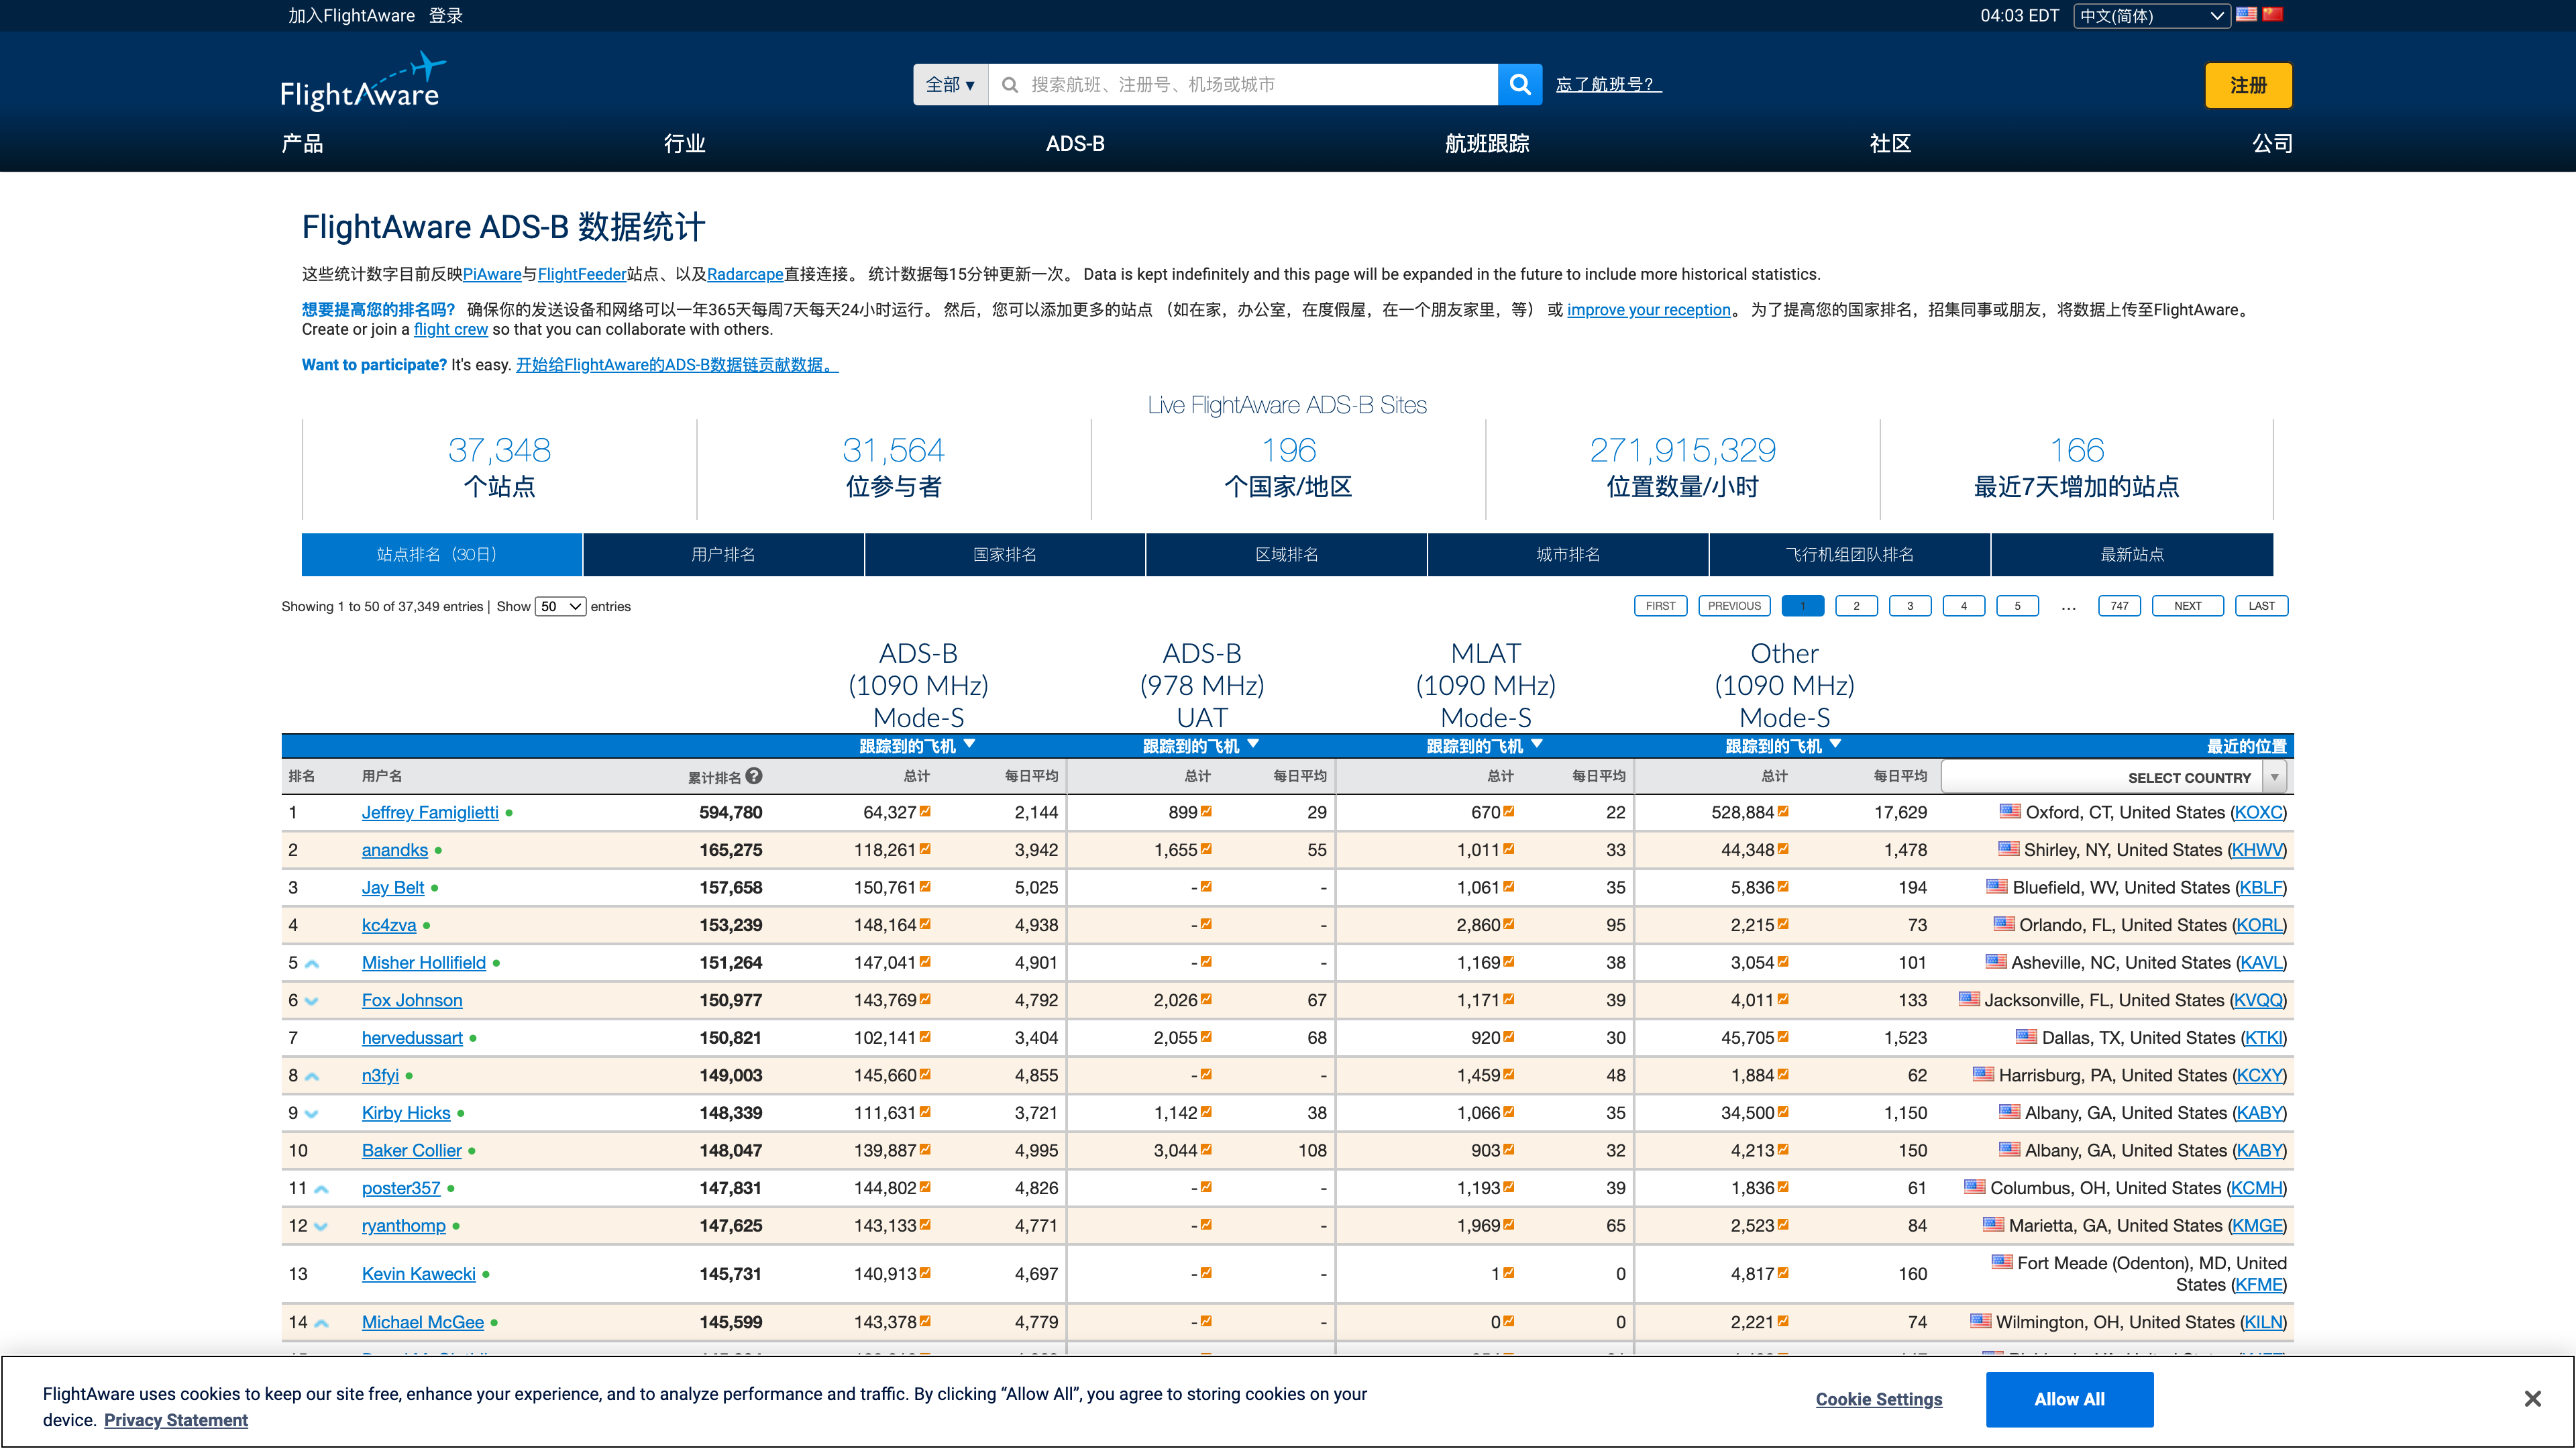 加入FlightAware 登录
04:03 EDT 中文(简体)
FlightAware
全部 ▾ 搜索航班、注册号、机场或城市 忘了航班号？ 注册
产品 行业 ADS-B 航班跟踪 社区 公司
FlightAware ADS-B 数据统计
这些统计数字目前反映PiAware与FlightFeeder站点、以及Radarcape直接连接。 统计数据每15分钟更新一次。 Data is kept indefinitely and this page will be expanded in the future to include more historical statistics.
想要提高您的排名吗？ 确保你的发送设备和网络可以一年365天每周7天每天24小时运行。 然后，您可以添加更多的站点 （如在家，办公室，在度假屋，在一个朋友家里，等） 或 improve your reception。 为了提高您的国家排名，招集同事或朋友，将数据上传至FlightAware。
Create or join a flight crew so that you can collaborate with others.
Want to participate? It's easy. 开始给FlightAware的ADS-B数据链贡献数据。
Live FlightAware ADS-B Sites
37,348 31,564 196 271,915,329 166
个站点 位参与者 个国家/地区 位置数量/小时 最近7天增加的站点
站点排名（30日） 用户排名 国家排名 区域排名 城市排名 飞行机组团队排名 最新站点
Showing 1 to 50 of 37,349 entries | Show 50 entries FIRST PREVIOUS 1 2 3 4 5 ... 747 NEXT LAST
ADS-B ADS-B MLAT Other
(1090 MHz) (978 MHz) (1090 MHz) (1090 MHz)
Mode-S UAT Mode-S Mode-S
跟踪到的飞机 ▼ 跟踪到的飞机 ▼ 跟踪到的飞机 ▼ 跟踪到的飞机 ▼ 最近的位置
排名 用户名 累计排名 ? 总计 每日平均 总计 每日平均 总计 每日平均 总计 每日平均 SELECT COUNTRY
1 Jeffrey Famiglietti 594,780 64,327 2,144 899 29 670 22 528,884 17,629 Oxford, CT, United States (KOXC)
2 anandks 165,275 118,261 3,942 1,655 55 1,011 33 44,348 1,478 Shirley, NY, United States (KHWV)
3 Jay Belt 157,658 150,761 5,025 - - 1,061 35 5,836 194 Bluefield, WV, United States (KBLF)
4 kc4zva 153,239 148,164 4,938 - - 2,860 95 2,215 73 Orlando, FL, United States (KORL)
5 Misher Hollifield 151,264 147,041 4,901 - - 1,169 38 3,054 101 Asheville, NC, United States (KAVL)
6 Fox Johnson 150,977 143,769 4,792 2,026 67 1,171 39 4,011 133 Jacksonville, FL, United States (KVQQ)
7 hervedussart 150,821 102,141 3,404 2,055 68 920 30 45,705 1,523 Dallas, TX, United States (KTKI)
8 n3fyi 149,003 145,660 4,855 - - 1,459 48 1,884 62 Harrisburg, PA, United States (KCXY)
9 Kirby Hicks 148,339 111,631 3,721 1,142 38 1,066 35 34,500 1,150 Albany, GA, United States (KABY)
10 Baker Collier 148,047 139,887 4,995 3,044 108 903 32 4,213 150 Albany, GA, United States (KABY)
11 poster357 147,831 144,802 4,826 - - 1,193 39 1,836 61 Columbus, OH, United States (KCMH)
12 ryanthomp 147,625 143,133 4,771 - - 1,969 65 2,523 84 Marietta, GA, United States (KMGE)
13 Kevin Kawecki 145,731 140,913 4,697 - - 1 0 4,817 160 Fort Meade (Odenton), MD, United
States (KFME)
14 Michael McGee 145,599 143,378 4,779 - - 0 0 2,221 74 Wilmington, OH, United States (KILN)
FlightAware uses cookies to keep our site free, enhance your experience, and to analyze performance and traffic. By clicking “Allow All”, you agree to storing cookies on your
device. Privacy Statement
Cookie Settings Allow All